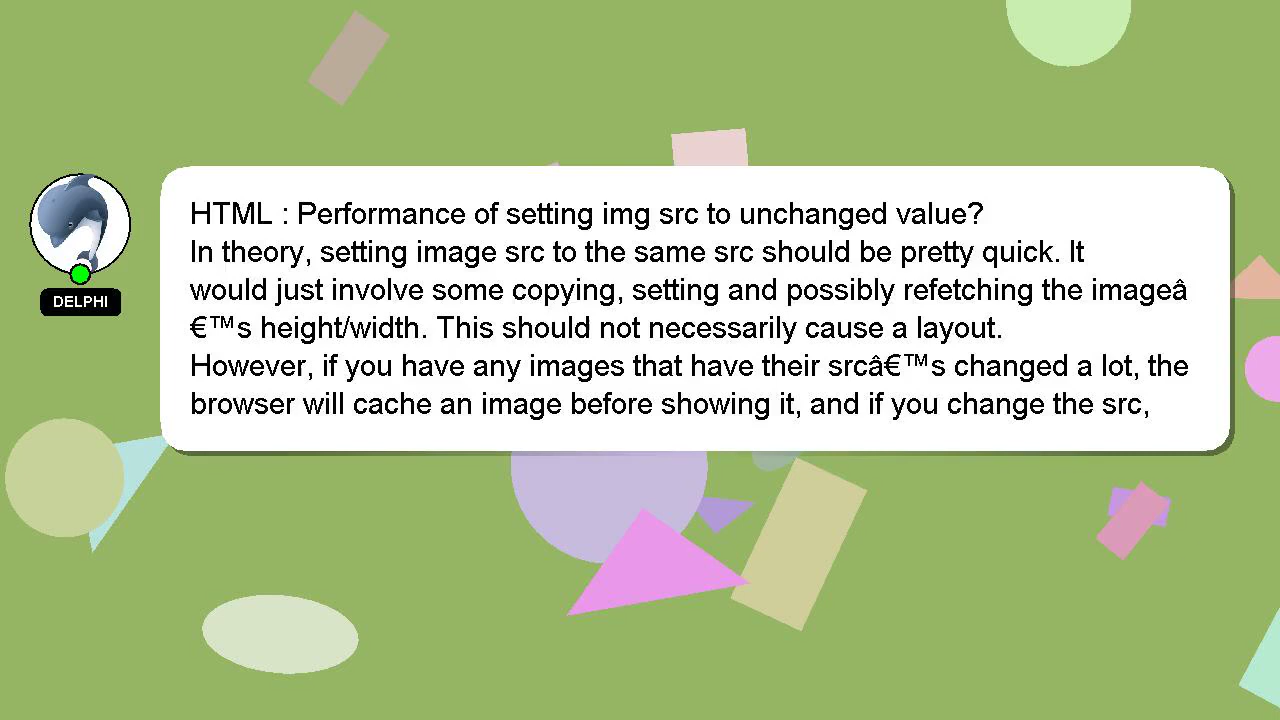 HTML : Performance of setting img src to unchanged value?
In theory, setting image src to the same src should be pretty quick. It
would just involve some copying, setting and possibly refetching the imageâ
€™s height/width. This should not necessarily cause a layout.
However, if you have any images that have their srcâ€™s changed a lot, the
browser will cache an image before showing it, and if you change the src,
DELPHI